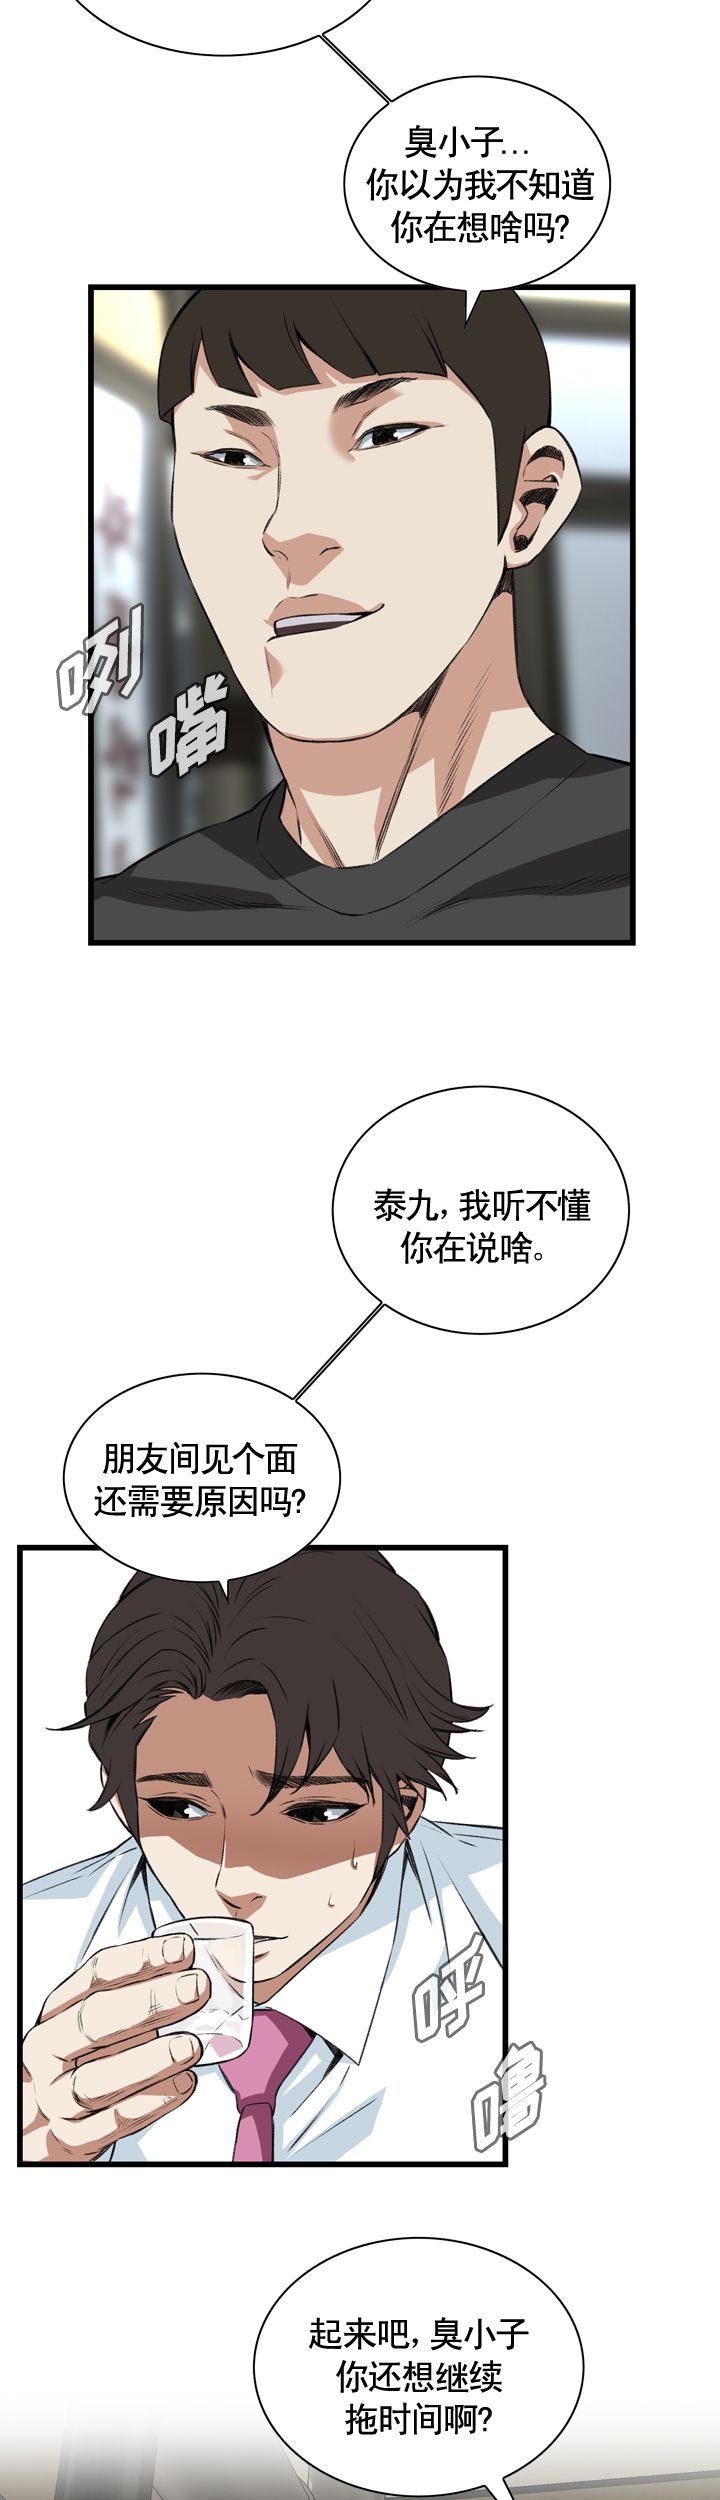 臭小子…
你以为我不知道
你在想啥吗?
咧
嘴
泰九,我听不懂
你在说啥。
朋友间见个面
还需要原因吗?
呼
噜
起来吧,臭小子
你还想继续
拖时间啊?